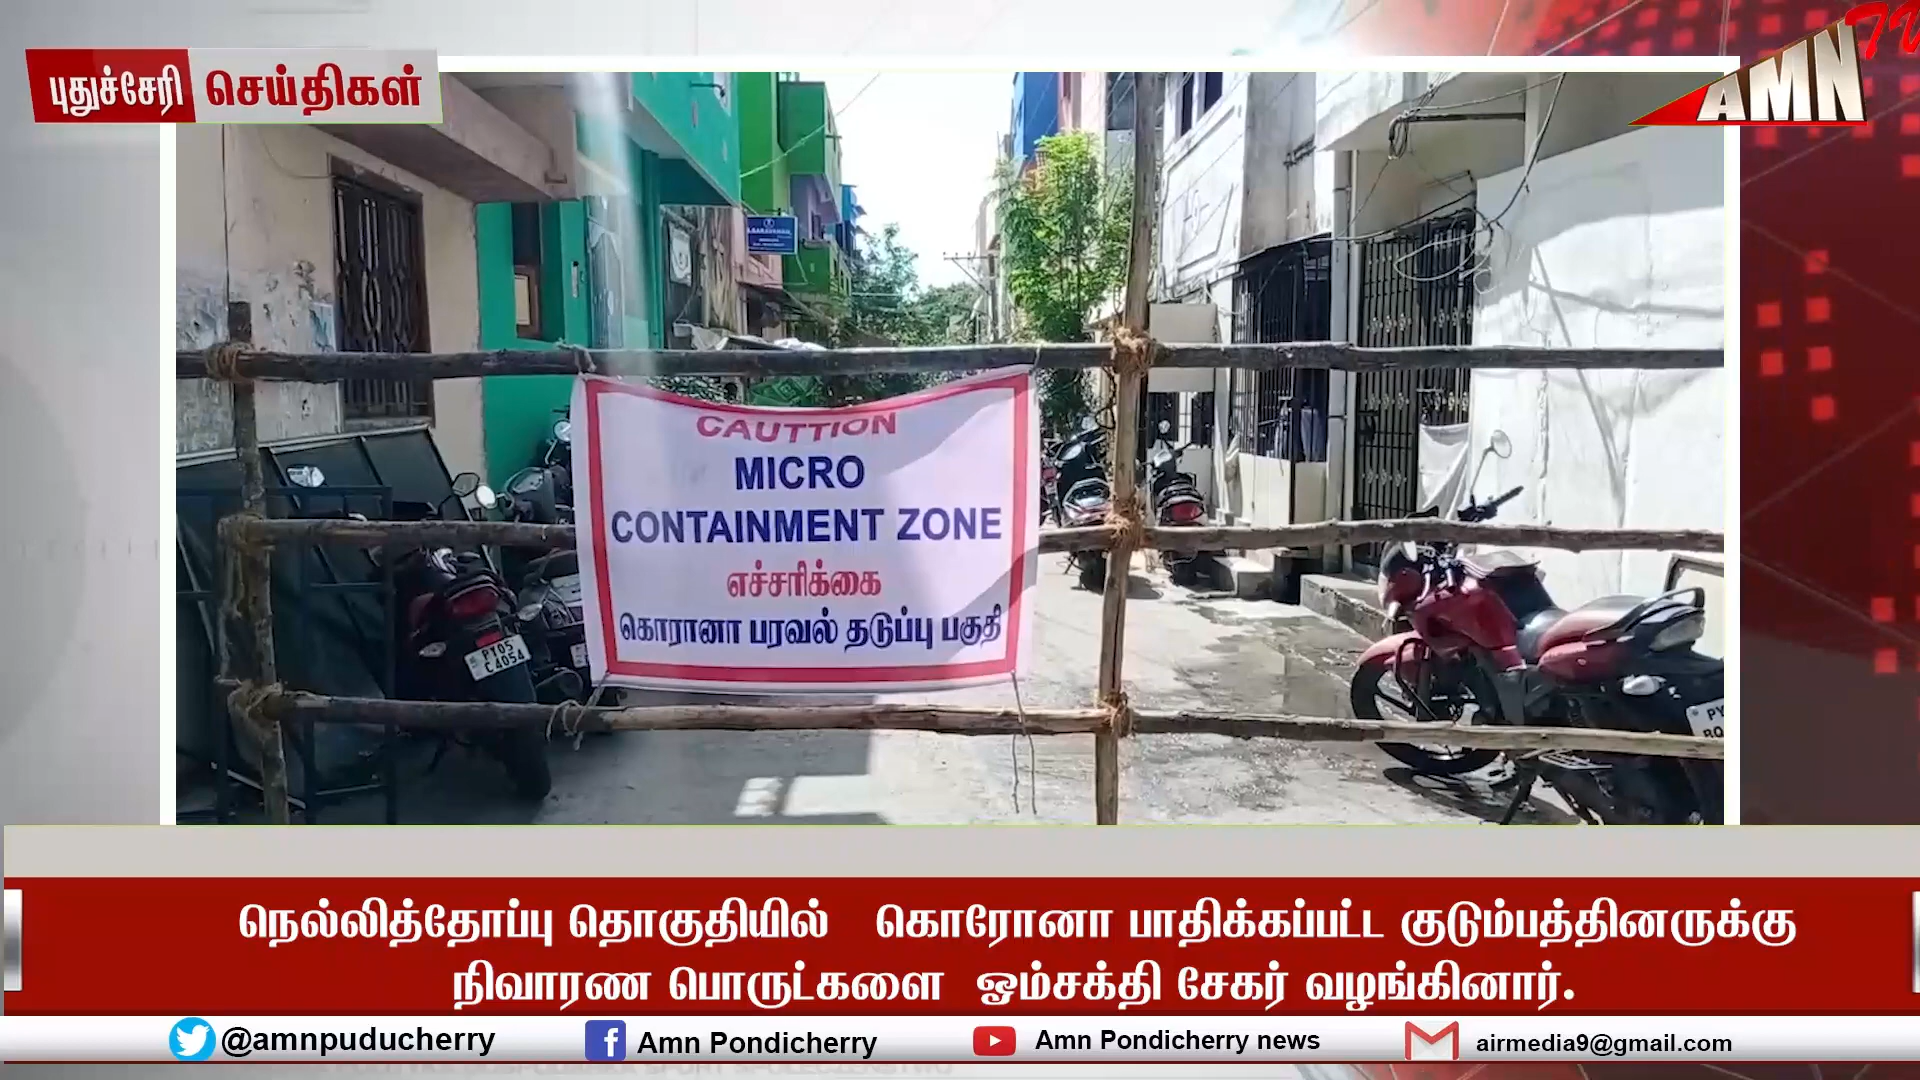 புதுச்சேரி செய்திகள்
AMN TV
CAUTTION
MICRO
CONTAINMENT ZONE
எச்சரிக்கை
கொரானா பரவல் தடுப்பு பகுதி
PY05
C4054
நெல்லித்தோப்பு தொகுதியில் கொரோனா பாதிக்கப்பட்ட குடும்பத்தினருக்கு
நிவாரண பொருட்களை ஓம்சக்தி சேகர் வழங்கினார்.
@amnpuducherry
Amn Pondicherry
Amn Pondicherry news
airmedia9@gmail.com